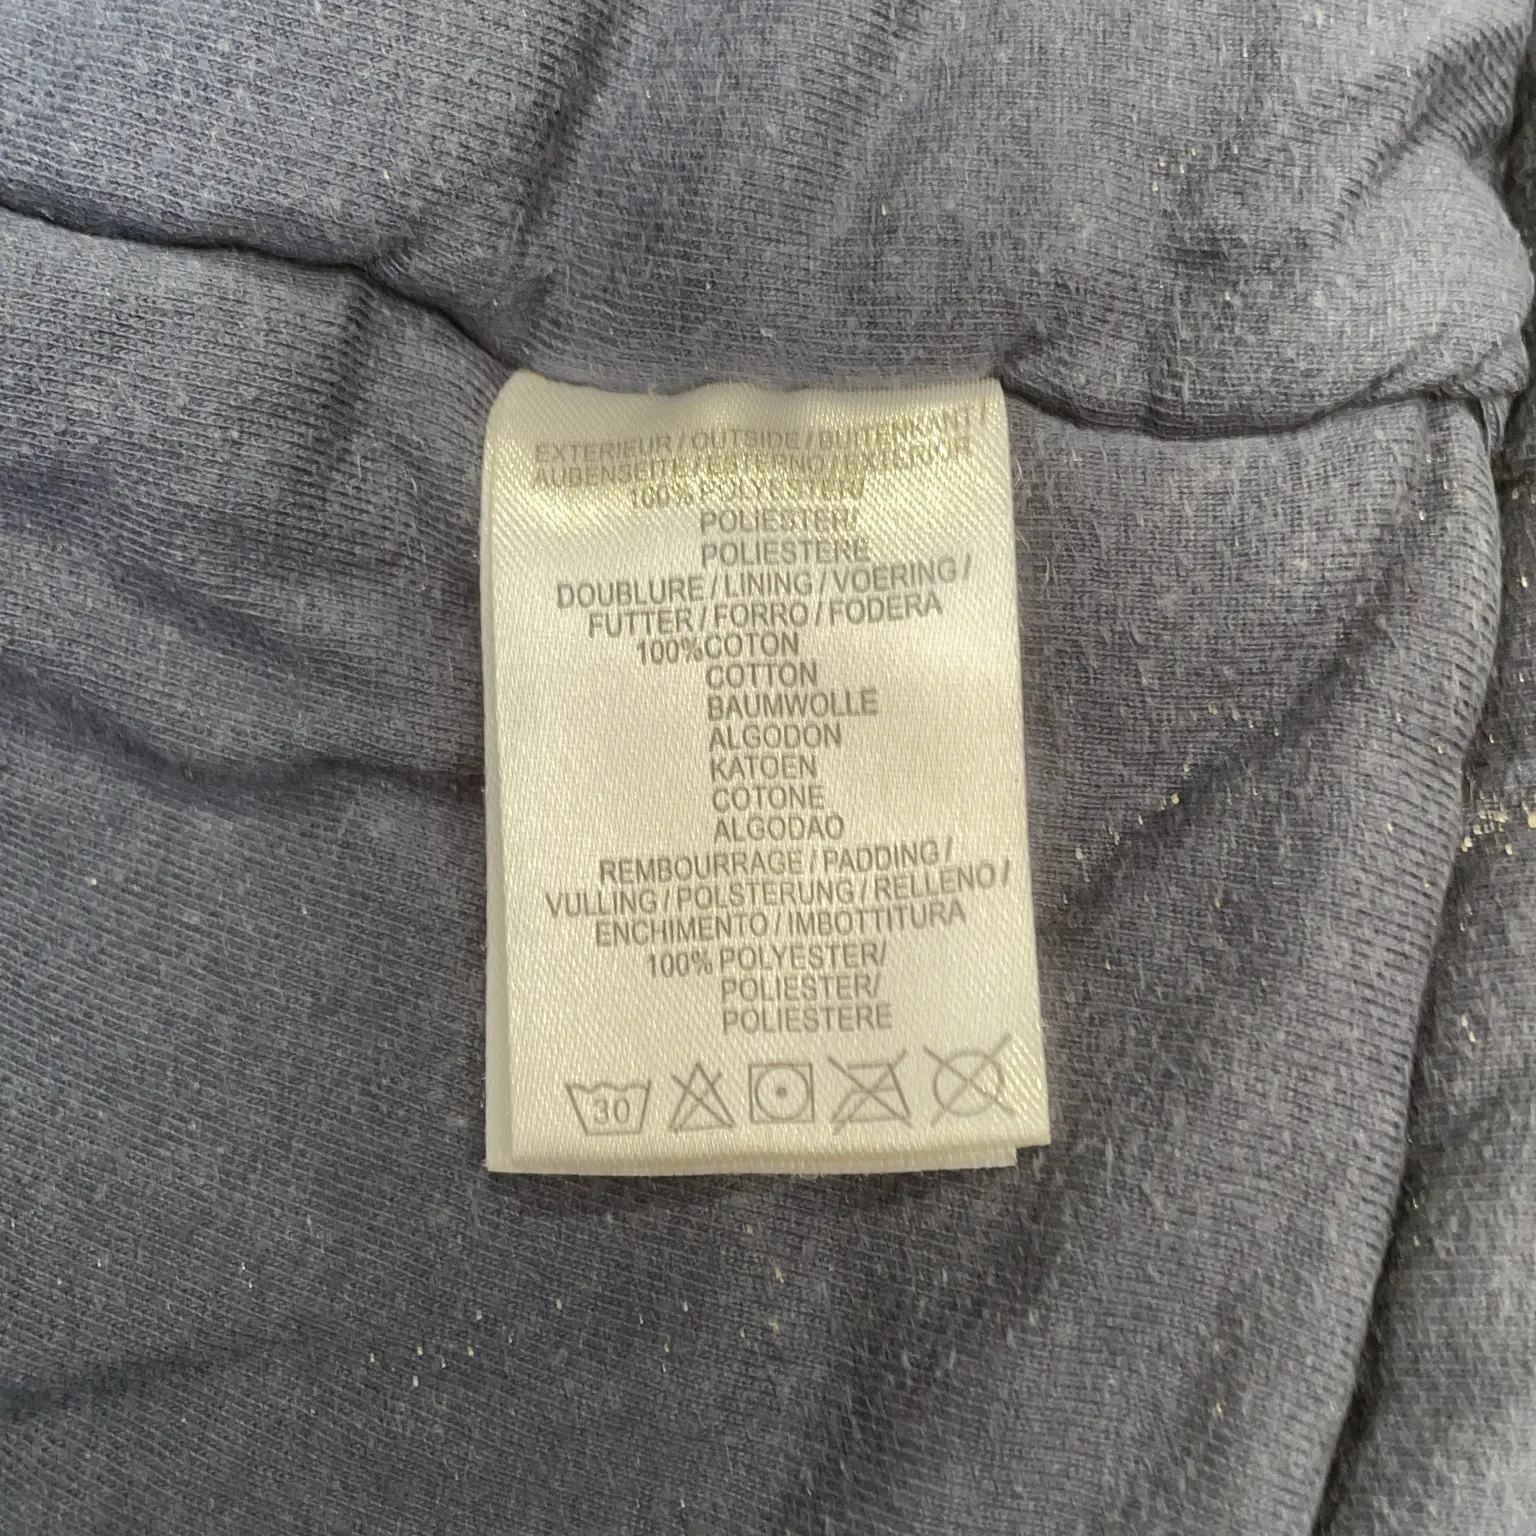 EXTERIEUR / OUTSIDE / BUITENKANT /
AUBENSEITE / ESTERNO / EXTERIOR
100% POLYESTER/
POLIESTER/
POLIESTERE
DOUBLURE / LINING / VOERING /
FUTTER / FORRO / FODERA
100%COTON
COTTON
BAUMWOLLE
ALGODON
KATOEN
COTONE
ALGODAO
REMBOURRAGE / PADDING /
VULLING / POLSTERUNG / RELLENO /
ENCHIMENTO / IMBOTTITURA
100% POLYESTER/
POLIESTER/
POLIESTERE
30